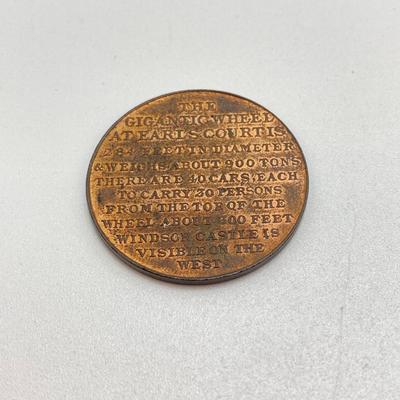 THE
GIGANTIC WHEEL
AT EARLS COURT IS
282 FEET IN DIAMETER
& WEIGHS ABOUT 900 TONS
THERE ARE 40 CARS, EACH
TO CARRY 30 PERSONS
FROM THE TOP OF THE
WHEEL ABOUT 300 FEET
WINDSOR CASTLE IS
VISIBLE ON THE
WEST